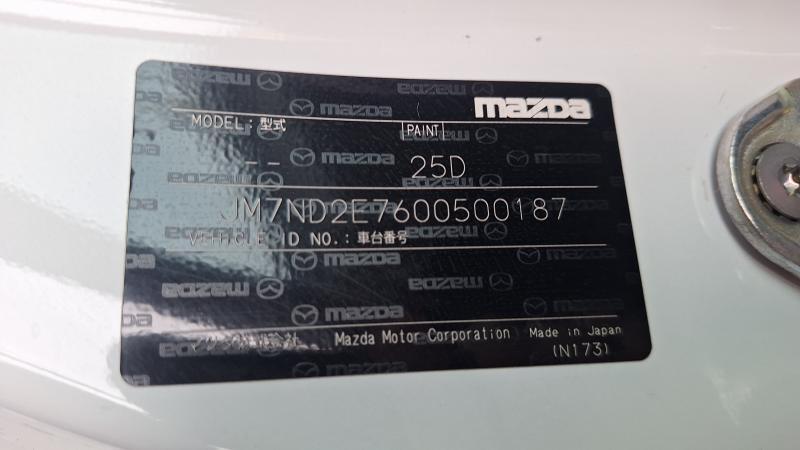 mazda
MODEL:型式 PAINT
-- 25D
JM7ND2E7600500187
VEHICLE ID NO.:車台番号
Mazda Motor Corporation Made in Japan
(N173)